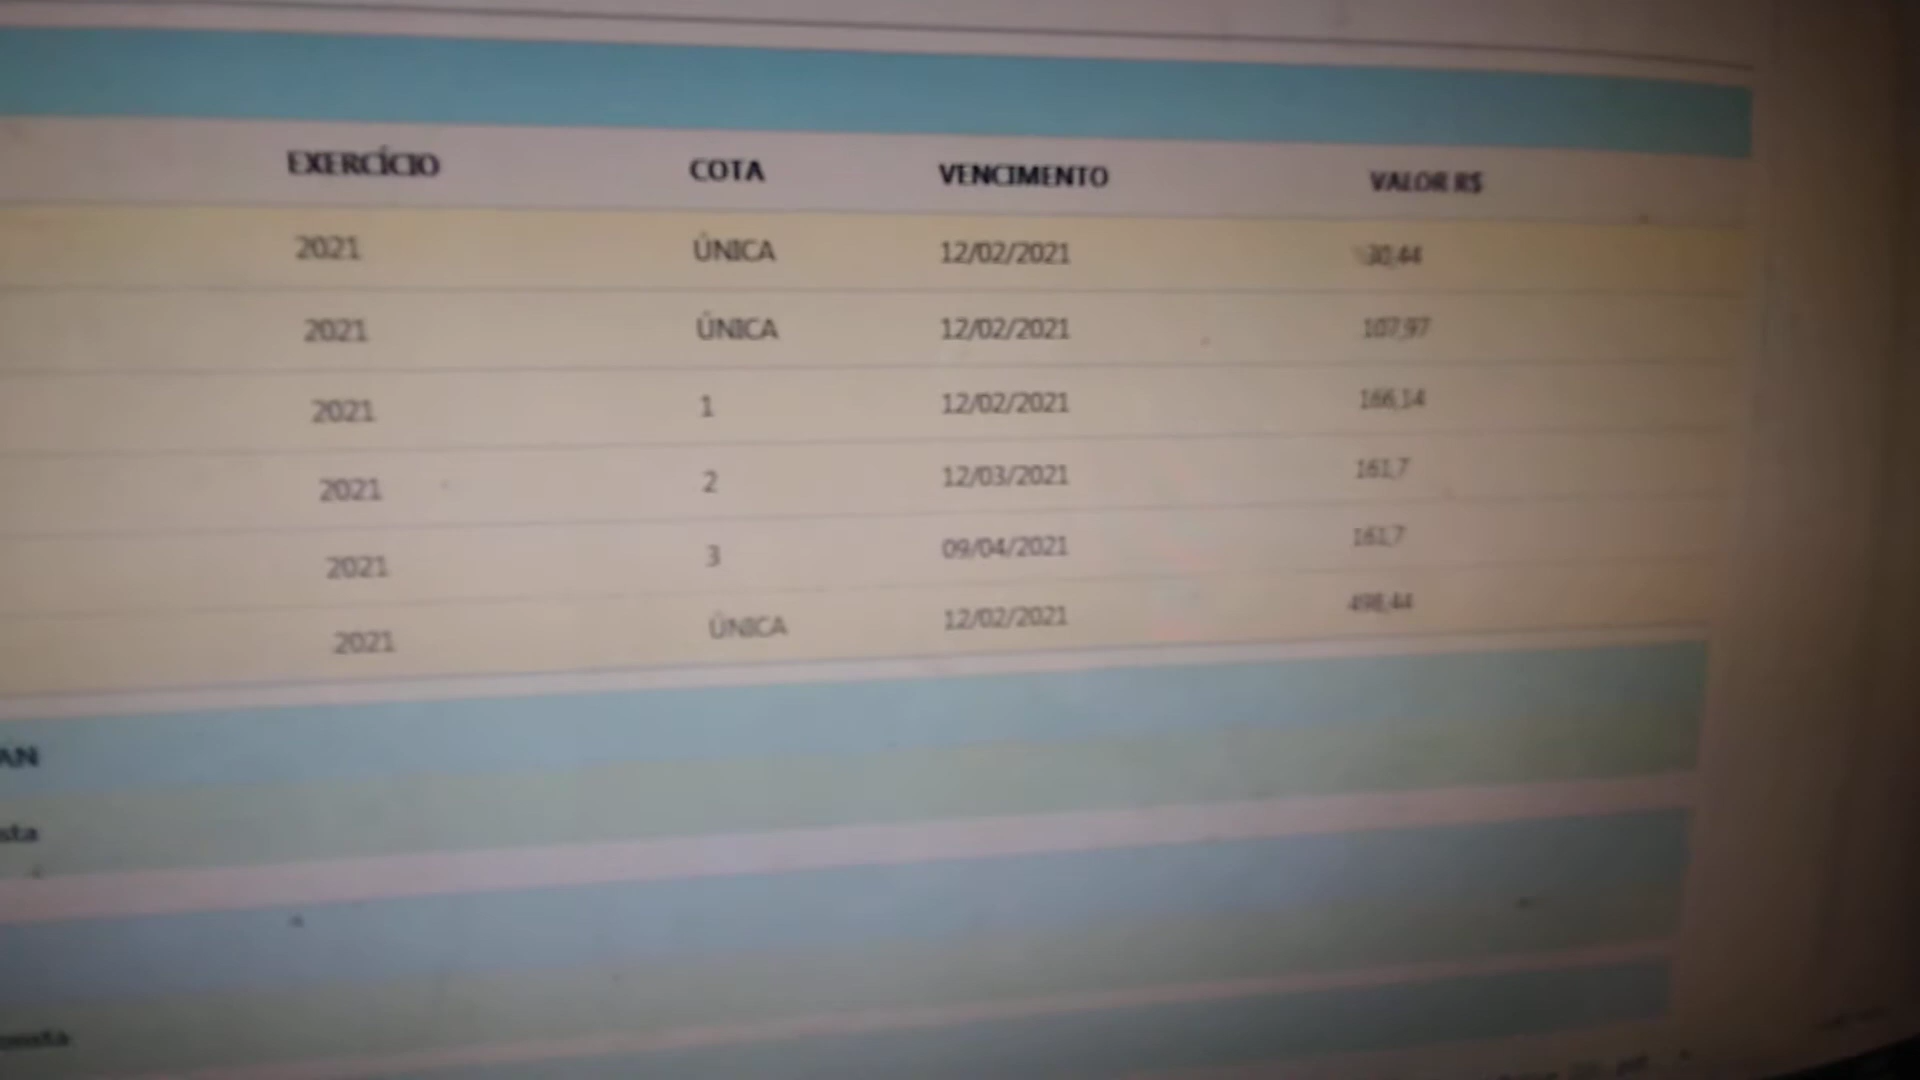 EXERCÍCIO COTA VENCIMENTO VALOR R$
2021 ÚNICA 12/02/2021 30,44
2021 ÚNICA 12/02/2021 107,97
2021 1 12/02/2021 166,14
2021 2 12/03/2021 161,7
2021 3 09/04/2021 161,7
2021 ÚNICA 12/02/2021 498,44
AN
sta